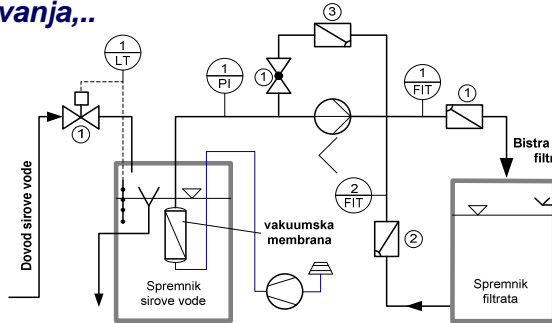 vanja,..
1
LT
1
PI
1
3
1
FIT
1
1
Bistra
filt
Dovod sirove vode
2
FIT
2
vakuumska
membrana
Spremnik
sirove vode
Spremnik
filtrata